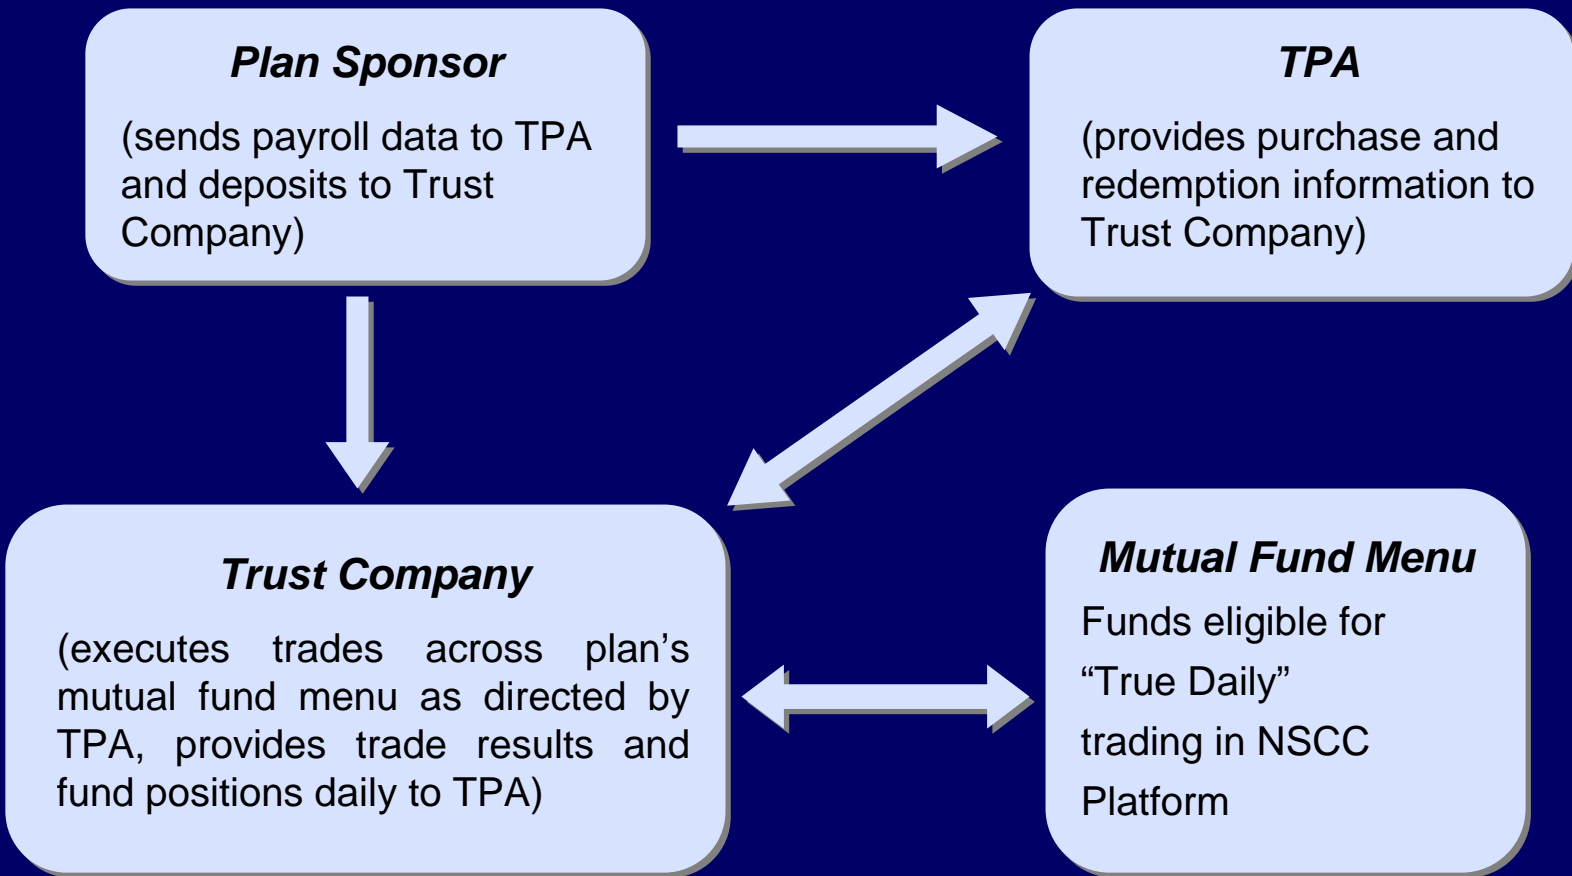 Plan Sponsor
(sends payroll data to TPA
and deposits to Trust
Company)
TPA
(provides purchase and
redemption information to
Trust Company)
Trust Company
(executes trades across plan’s
mutual fund menu as directed by
TPA, provides trade results and
fund positions daily to TPA)
Mutual Fund Menu
Funds eligible for
“True Daily”
trading in NSCC
Platform